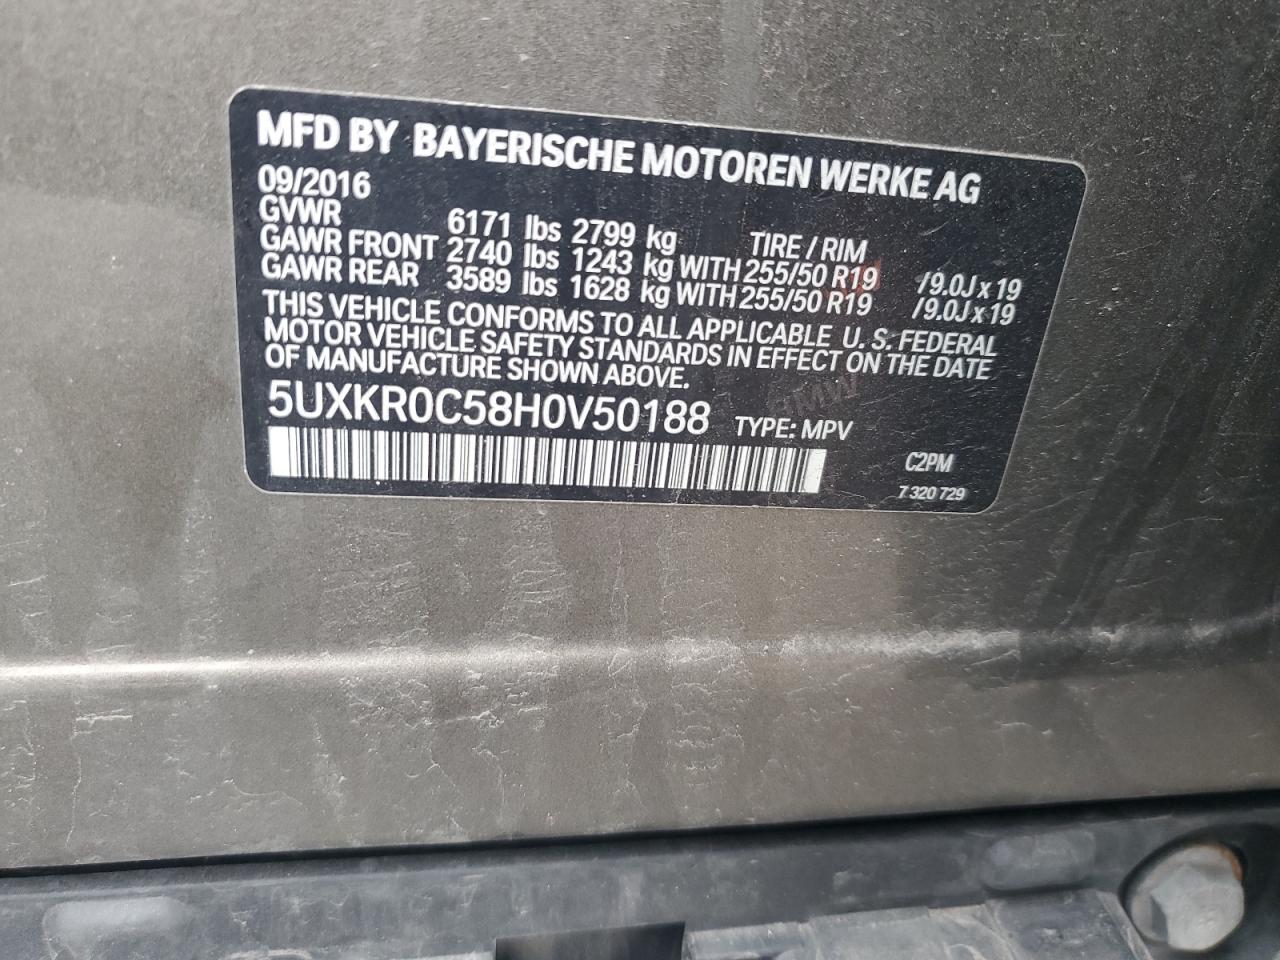 MFD BY BAYERISCHE MOTOREN WERKE AG
09/2016
GVWR 6171 lbs 2799 kg TIRE / RIM
GAWR FRONT 2740 lbs 1243 kg WITH 255/50 R19 /9.0J x 19
GAWR REAR 3589 lbs 1628 kg WITH 255/50 R19 /9.0J x 19
THIS VEHICLE CONFORMS TO ALL APPLICABLE U. S. FEDERAL
MOTOR VEHICLE SAFETY STANDARDS IN EFFECT ON THE DATE
OF MANUFACTURE SHOWN ABOVE.
5UXKR0C58H0V50188 TYPE: MPV
C2PM
7 320 729
BMW